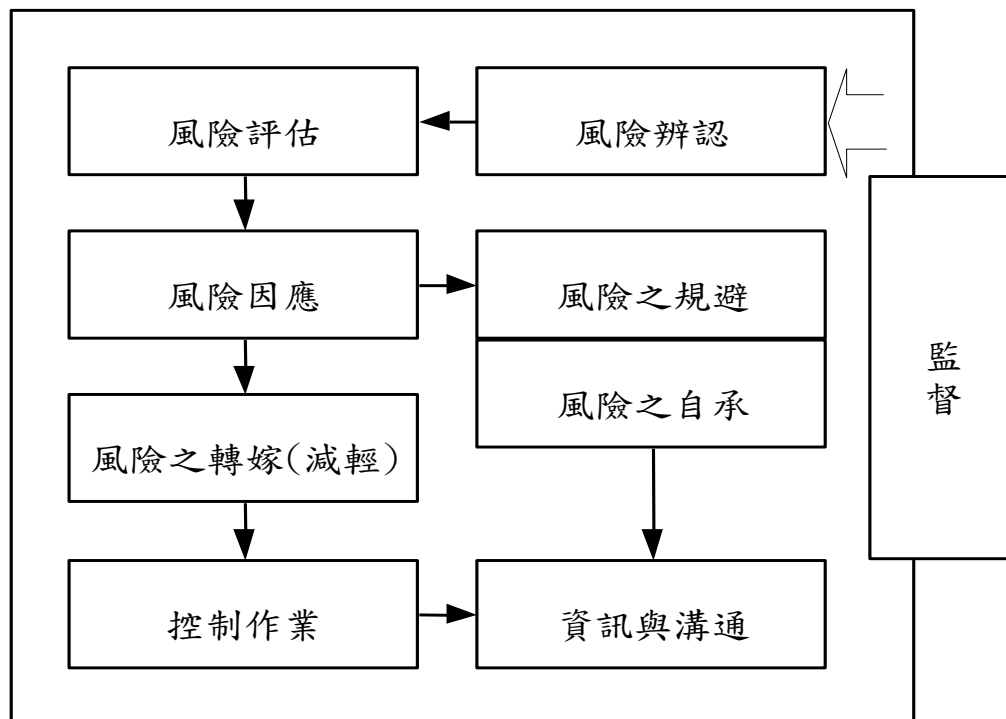 風險評估
風險辨認
風險因應
風險之規避
風險之自承
風險之轉嫁(減輕)
控制作業
資訊與溝通
監督